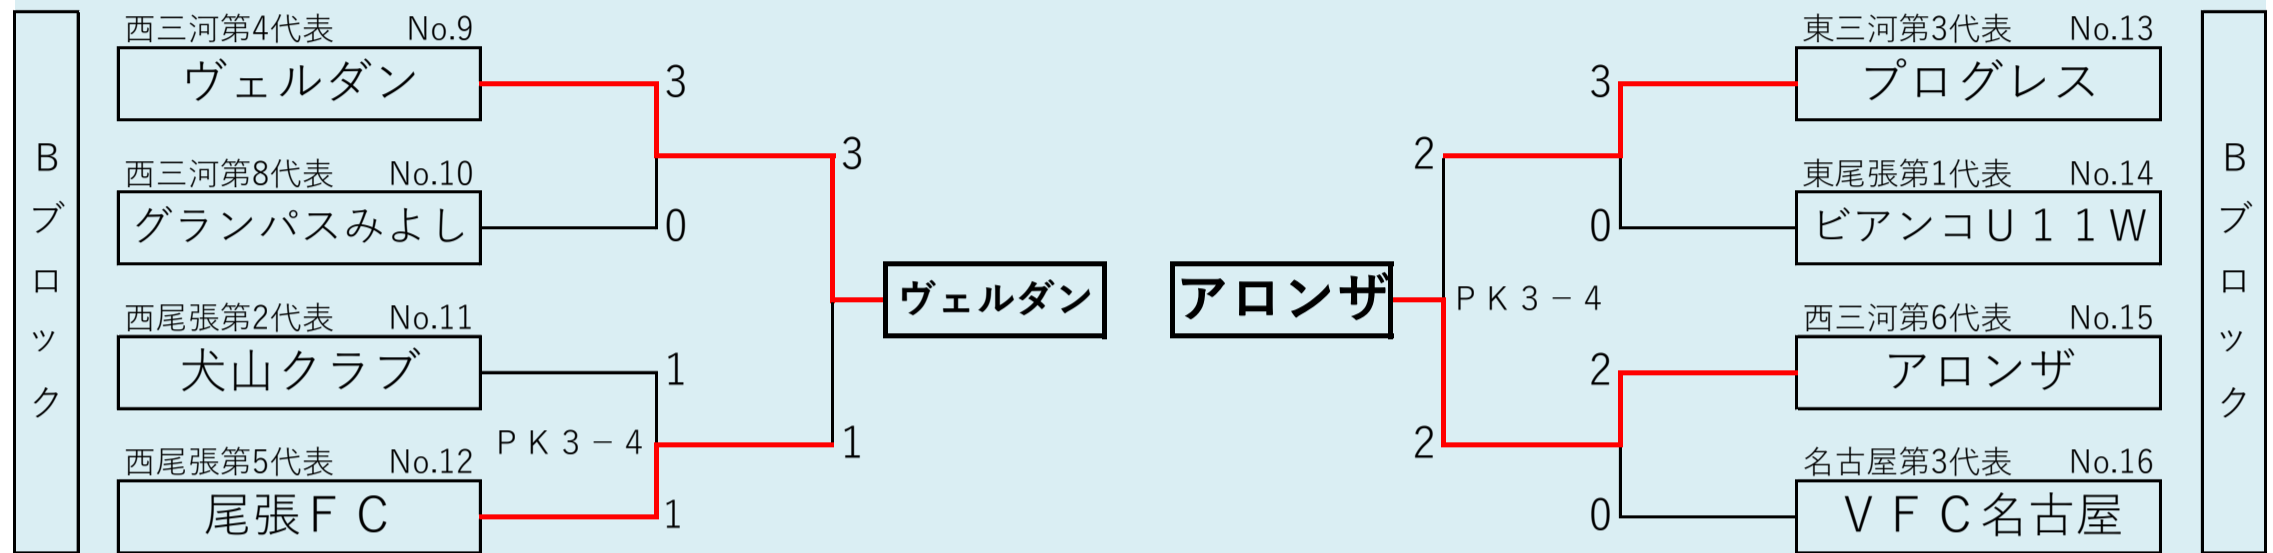 Bブロック
西三河第4代表 No.9
ヴェルダン
3
西三河第8代表 No.10
グランパスみよし
0
3
西尾張第2代表 No.11
犬山クラブ
1
PK3－4
西尾張第5代表 No.12
尾張FC
1
1
ヴェルダン
アロンザ
PK3－4
2
2
東三河第3代表 No.13
プログレス
3
東尾張第1代表 No.14
ビアンコU11W
0
西三河第6代表 No.15
アロンザ
2
名古屋第3代表 No.16
VFC名古屋
0
Bブロック